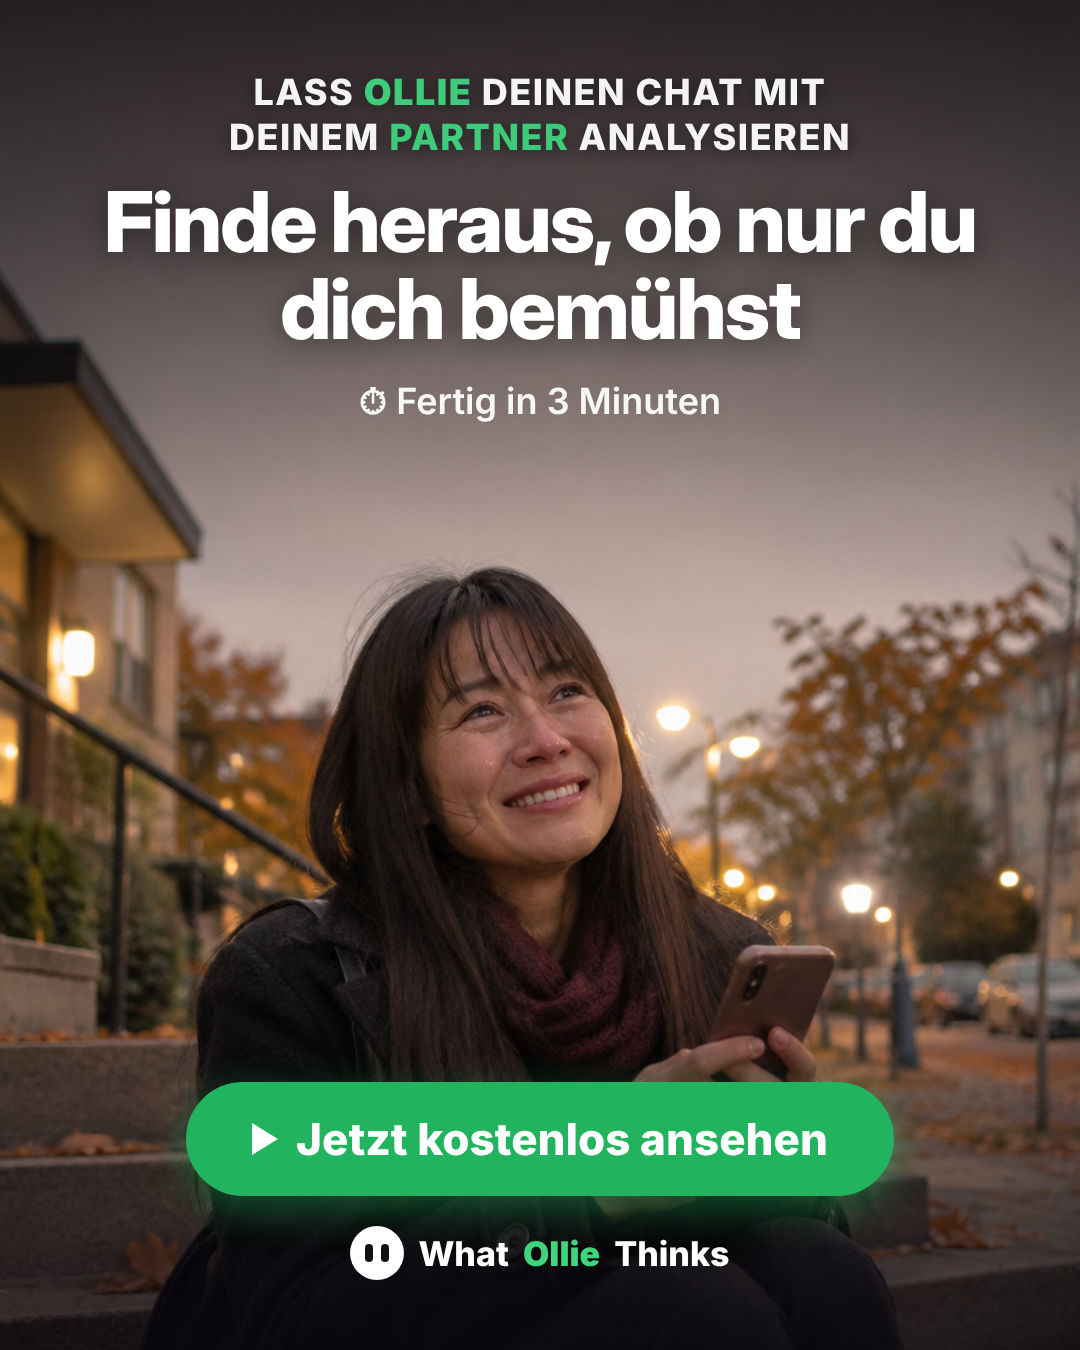 LASS OLLIE DEINEN CHAT MIT
DEINEM PARTNER ANALYSIEREN
Finde heraus, ob nur du
dich bemühst
⏱ Fertig in 3 Minuten
Jetzt kostenlos ansehen
What Ollie Thinks